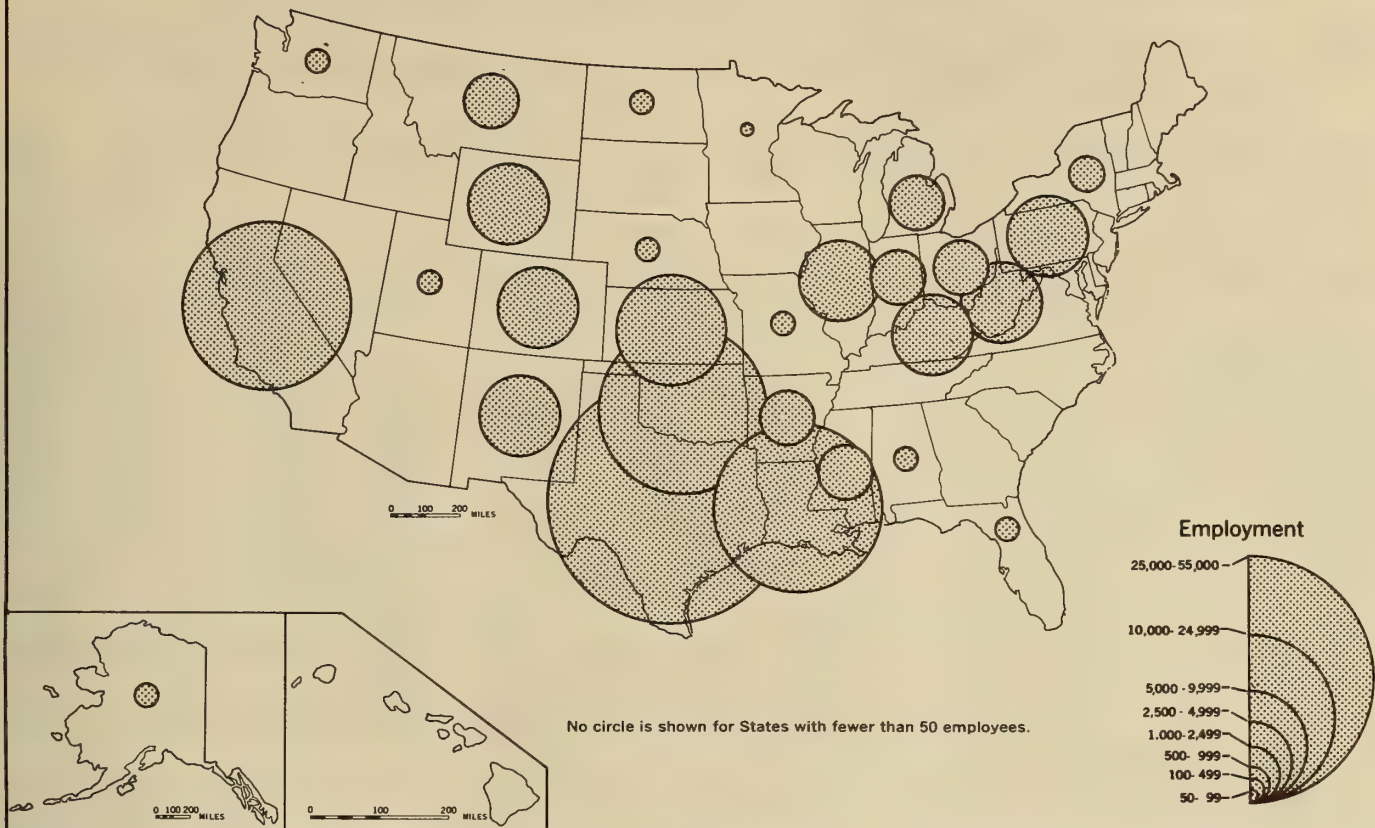 0 100 200 MILES
Employment
25,000-55,000
10,000-24,999
5,000-9,999
2,500-4,999
1.000-2,499
500- 999
100-499
50- 99
No circle is shown for States with fewer than 50 employees.
0 100 200 MILES
0 100 200 MILES